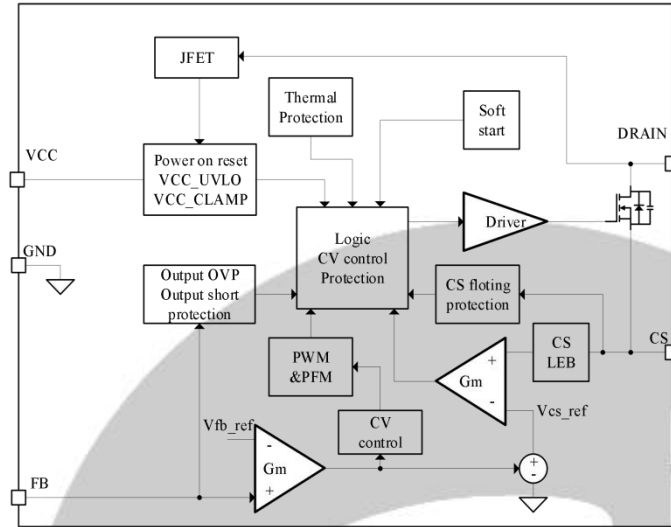 JFET
Thermal
Protection
Soft
start
DRAIN
VCC
Power on reset
VCC_UVLO
VCC_CLAMP
Driver
Logic
CV control
Protection
GND
Output OVP
Output short
protection
CS floting
protection
PWM
&PFM
+
Gm
-
CS
LEB
CS
Vcs_ref
CV
control
Vfb_ref
-
Gm
+
+
-
FB